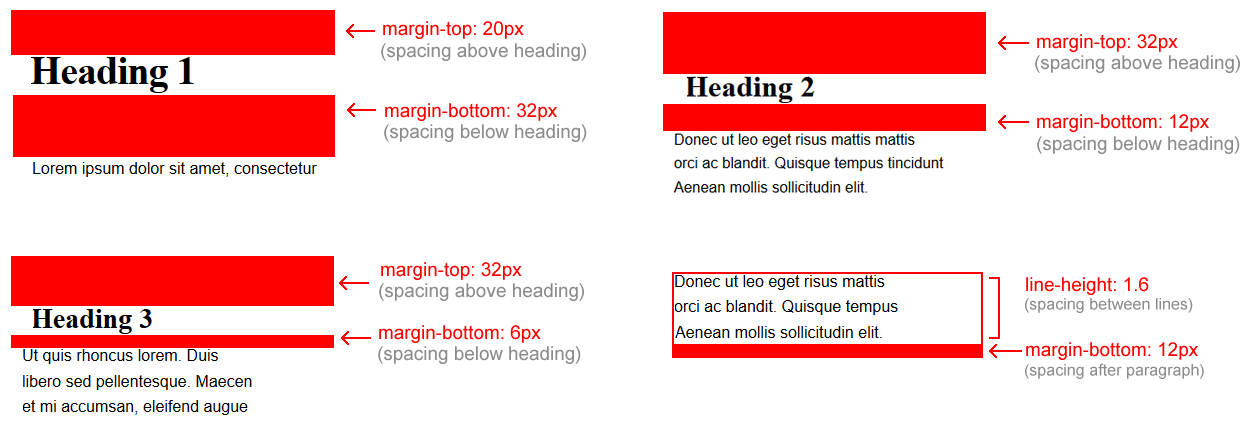 margin-top: 20px
(spacing above heading)
Heading 1
margin-bottom: 32px
(spacing below heading)
Lorem ipsum dolor sit amet, consectetur
margin-top: 32px
(spacing above heading)
Heading 2
margin-bottom: 12px
(spacing below heading)
Donec ut leo eget risus mattis mattis
orci ac blandit. Quisque tempus tincidunt
Aenean mollis sollicitudin elit.
margin-top: 32px
(spacing above heading)
Heading 3
margin-bottom: 6px
(spacing below heading)
Ut quis rhoncus lorem. Duis
libero sed pellentesque. Maecen
et mi accumsan, eleifend augue
Donec ut leo eget risus mattis
orci ac blandit. Quisque tempus
Aenean mollis sollicitudin elit.
line-height: 1.6
(spacing between lines)
margin-bottom: 12px
(spacing after paragraph)